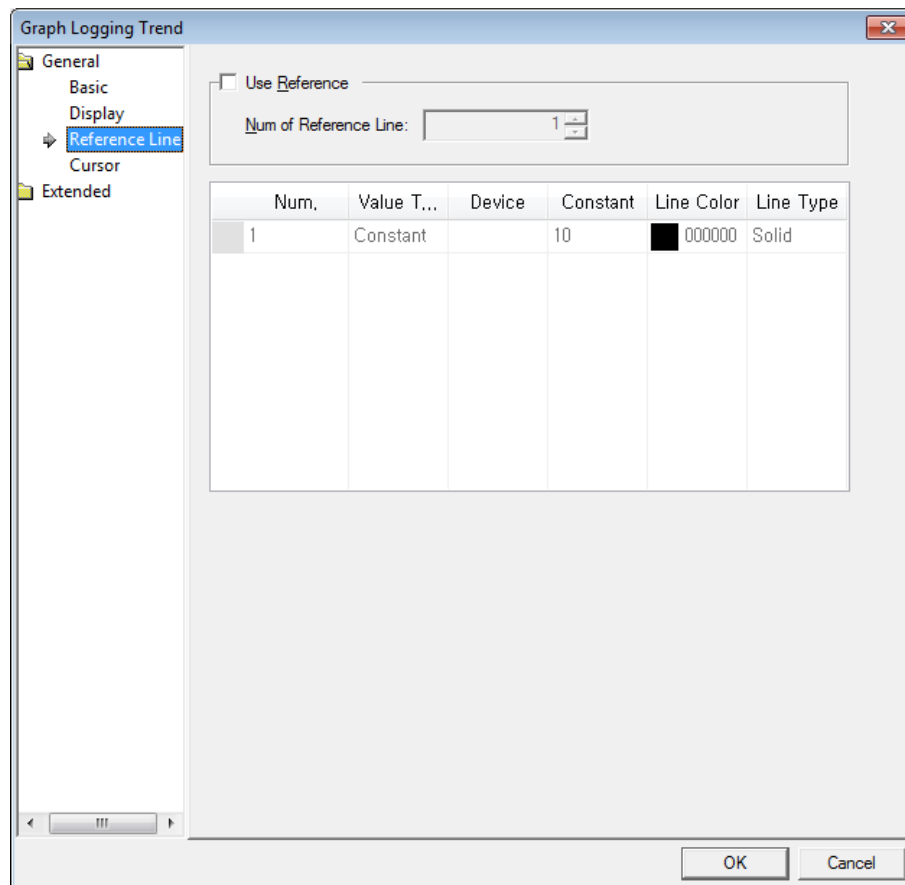 Graph Logging Trend
General
Basic
Display
Reference Line
Cursor
Extended
Use Reference
Num of Reference Line: 1
Num. Value T... Device Constant Line Color Line Type
1 Constant 10 000000 Solid
OK Cancel